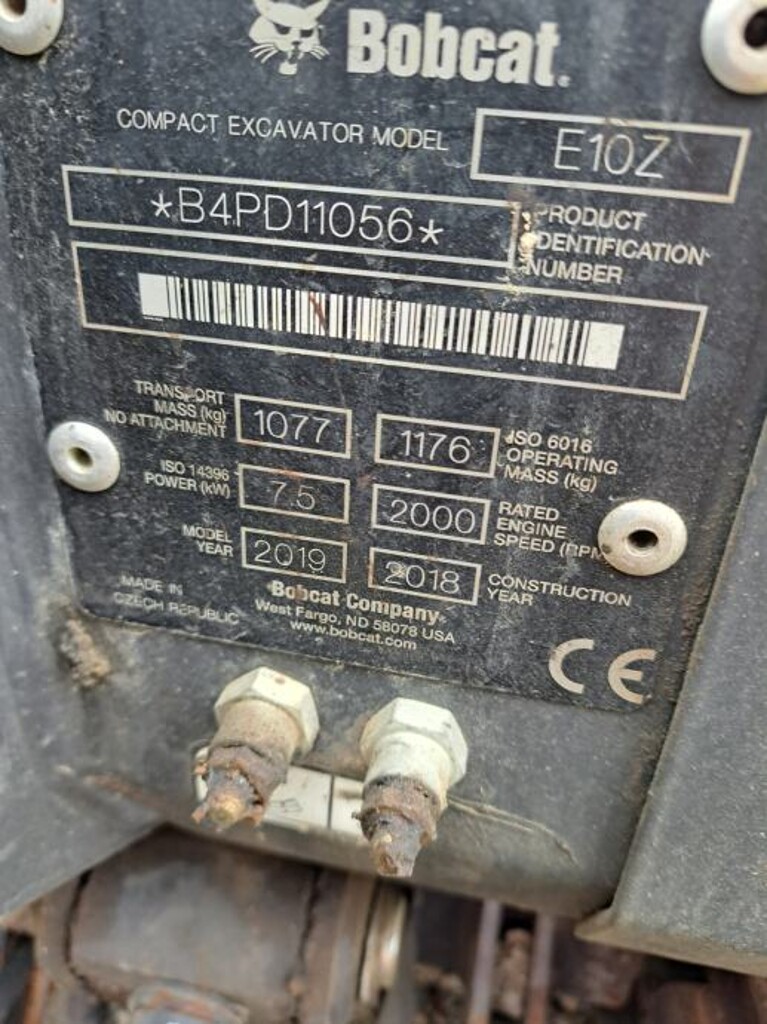 Bobcat.
COMPACT EXCAVATOR MODEL E10Z
*B4PD11056* PRODUCT
IDENTIFICATION
NUMBER
TRANSPORT
MASS (kg)
NO ATTACHMENT 1077
1176 ISO 6016
OPERATING
MASS (kg)
ISO 14396
POWER (kW) 7.5
2000 RATED
ENGINE
SPEED (RPM
MODEL
YEAR 2019
2018 CONSTRUCTION
YEAR
MADE IN
CZECH REPUBLIC
Bobcat Company
West Fargo, ND 58078 USA
www.bobcat.com
CE